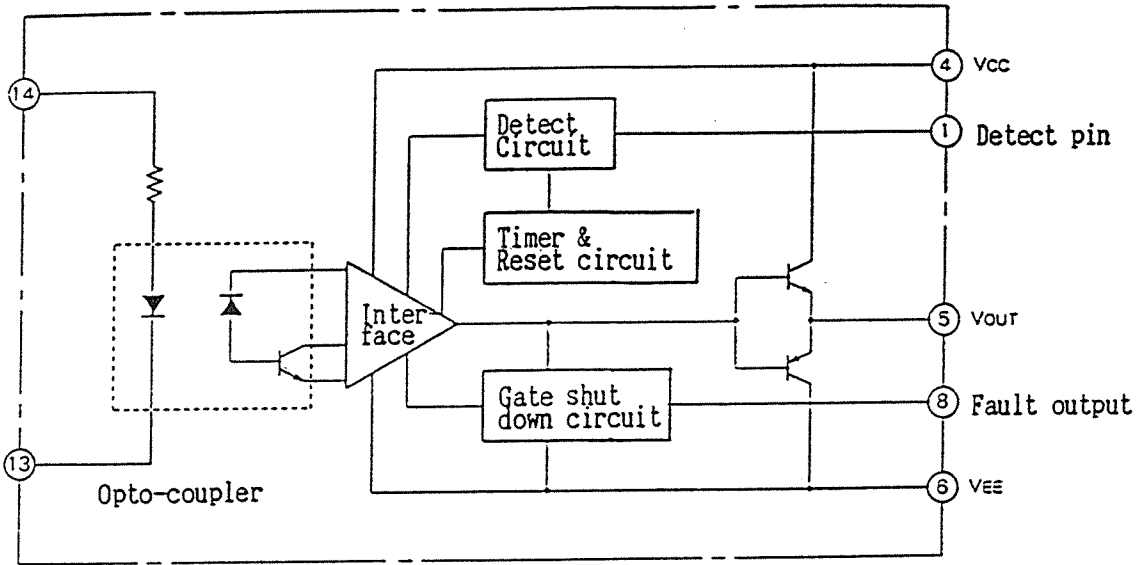 14
4
VCC
Detect
Circuit
1
Detect pin
Timer &
Reset circuit
Inter-
face
5
VOUT
Gate shut
down circuit
8
Fault output
13
Opto-coupler
6
VEE